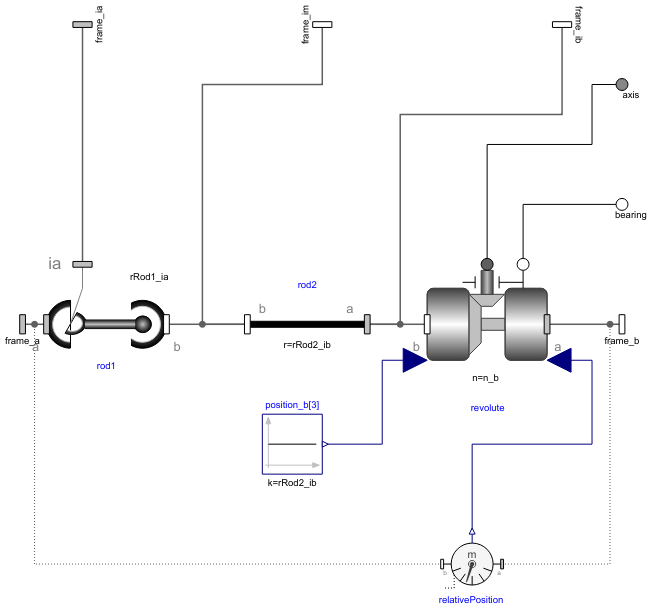 frame_ia
frame_im
frame_ib
axis
bearing
ia
rRod1_ia
rod2
b
a
frame_a
a
b
r=rRod2_ib
b
a
frame_b
rod1
n=n_b
position_b[3]
revolute
k=rRod2_ib
m
b
a
relativePosition